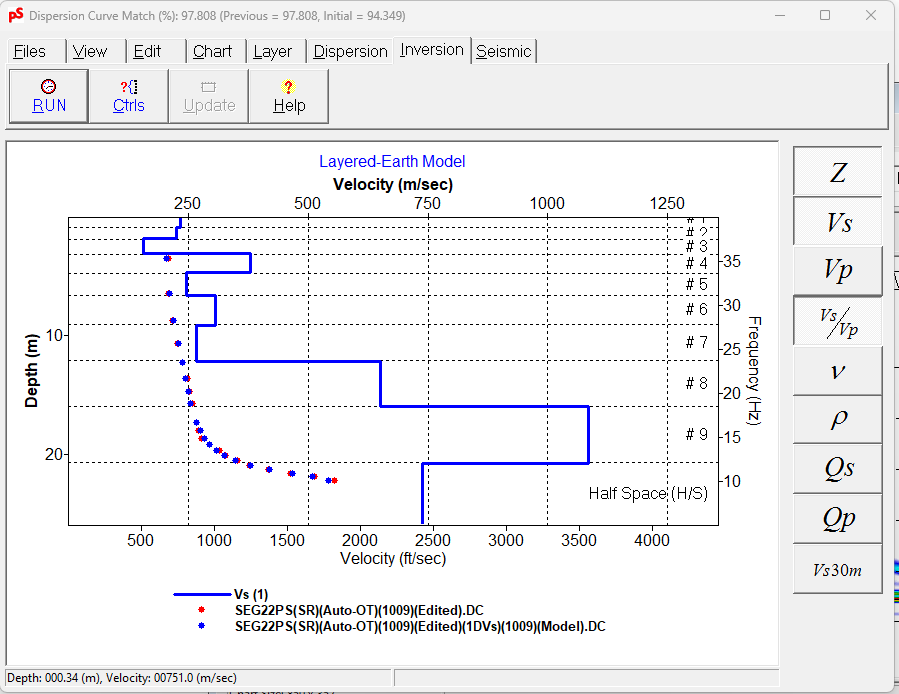 pS Dispersion Curve Match (%): 97.808 (Previous = 97.808, Initial = 94.349)
Files View Edit Chart Layer Dispersion Inversion Seismic
RUN ?{⁝ Ctrls Update ? Help
Layered-Earth Model
Velocity (m/sec)
250 500 750 1000 1250
# 1
# 2
# 3
# 4
# 5
# 6
# 7
# 8
# 9
Half Space (H/S)
Depth (m)
10
20
35
30
25
20
15
10
Frequency (Hz)
500 1000 1500 2000 2500 3000 3500 4000
Velocity (ft/sec)
Vs (1)
SEG22PS(SR)(Auto-OT)(1009)(Edited).DC
SEG22PS(SR)(Auto-OT)(1009)(Edited)(1DVs)(1009)(Model).DC
Z
Vs
Vp
Vs/Vp
ν
ρ
Qs
Qp
Vs30m
Depth: 000.34 (m), Velocity: 00751.0 (m/sec)